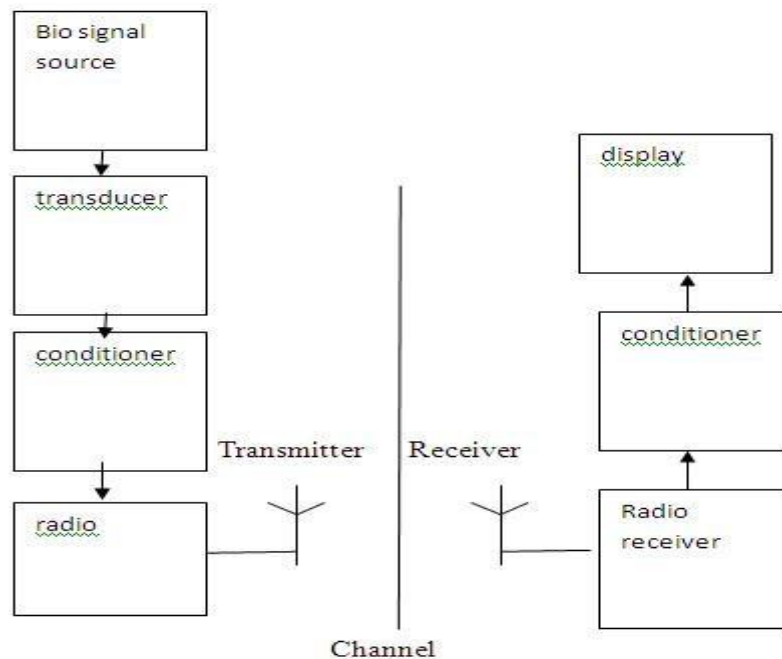 Bio signal
source
transducer
conditioner
radio
Transmitter
Receiver
display
conditioner
Radio
receiver
Channel